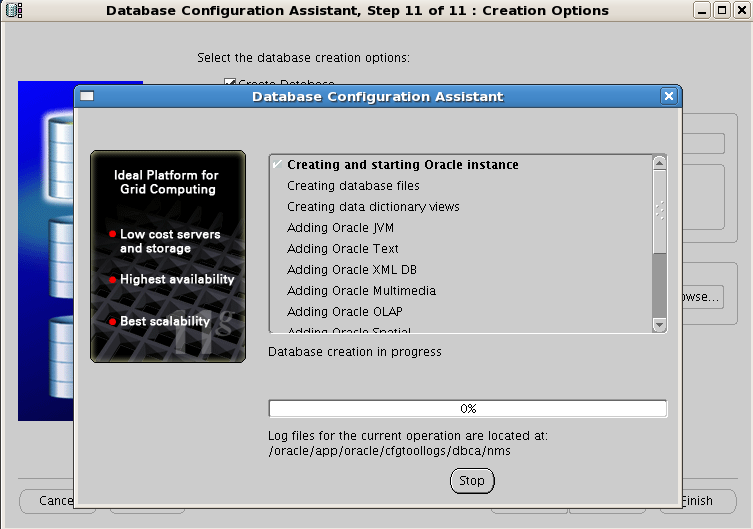 Database Configuration Assistant, Step 11 of 11 : Creation Options
Select the database creation options:
Create Database
Database Configuration Assistant
Ideal Platform for
Grid Computing
Low cost servers
and storage
Highest availability
Best scalability
11g
Creating and starting Oracle instance
Creating database files
Creating data dictionary views
Adding Oracle JVM
Adding Oracle Text
Adding Oracle XML DB
Adding Oracle Multimedia
Adding Oracle OLAP
Adding Oracle Spatial
Database creation in progress
0%
Log files for the current operation are located at:
/oracle/app/oracle/cfgtoollogs/dbca/nms
Stop
owse...
Cance
Finish